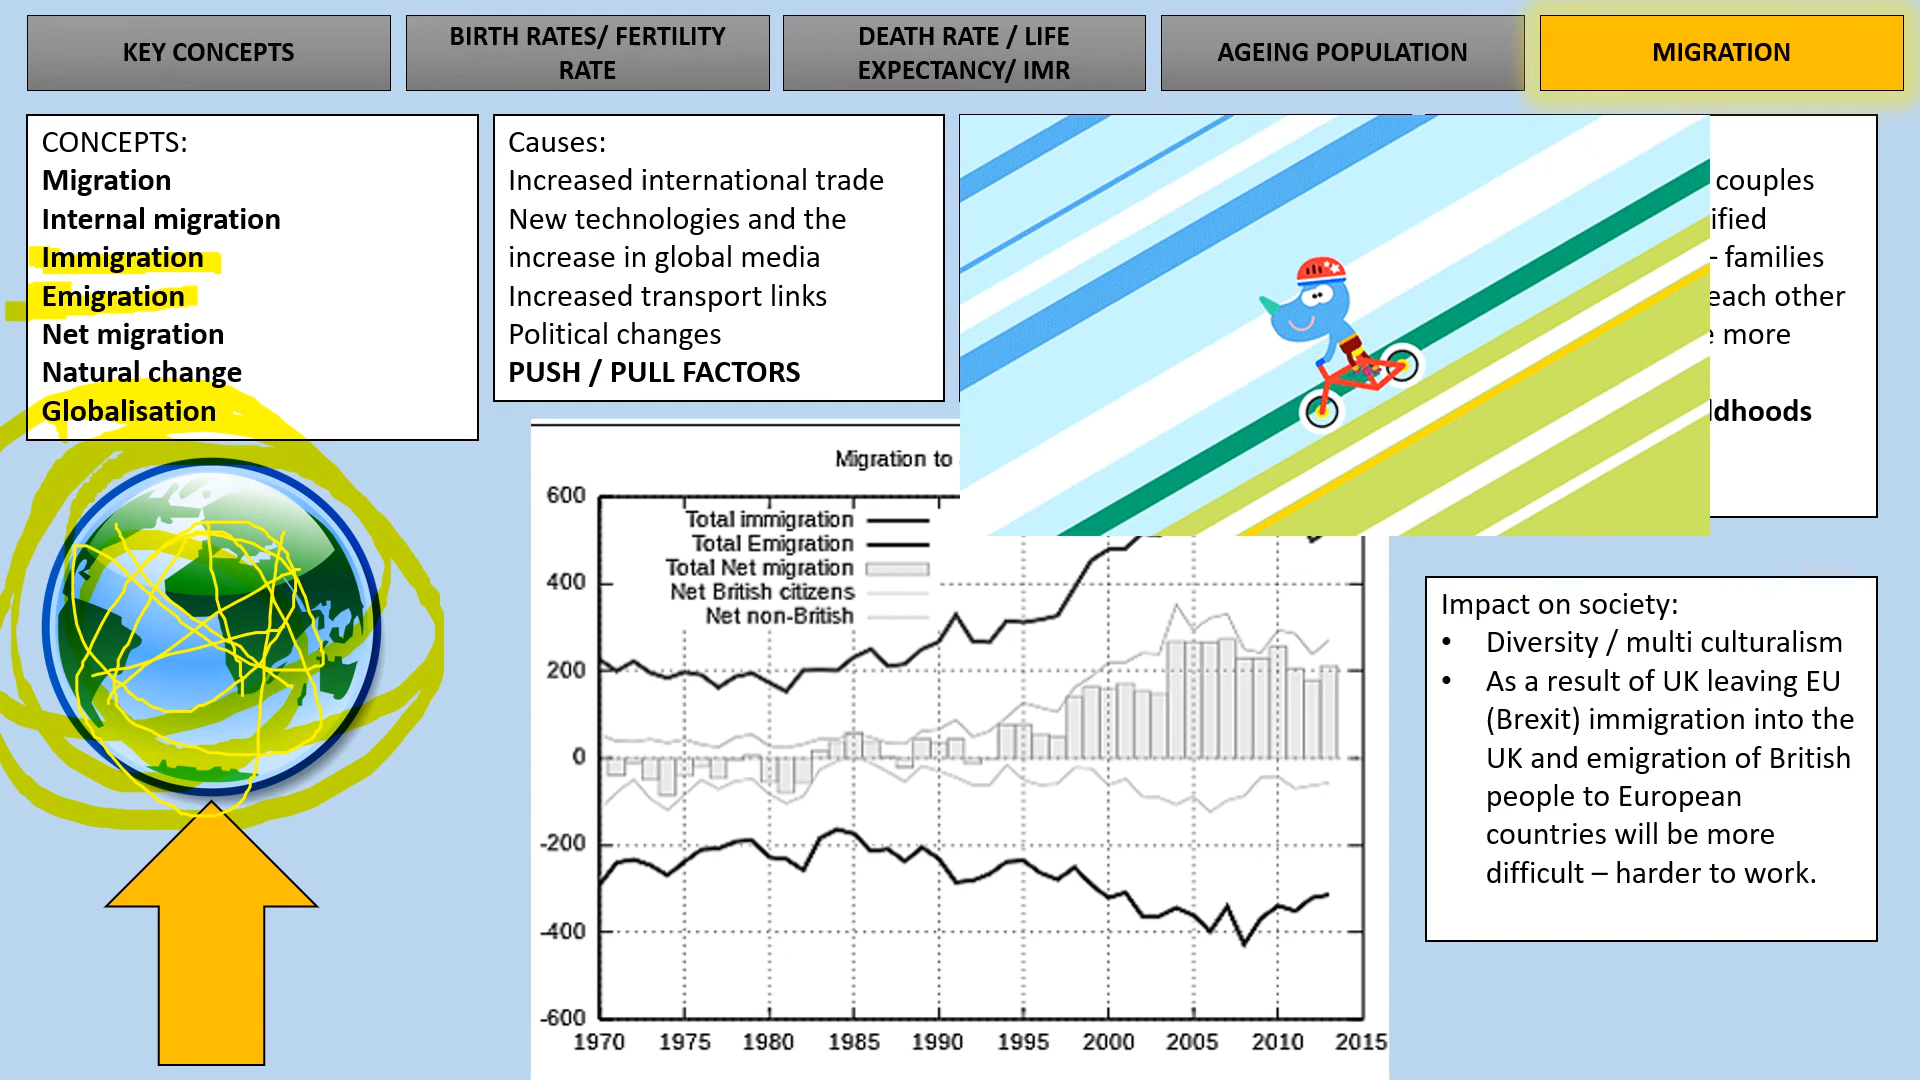 KEY CONCEPTS
BIRTH RATES/ FERTILITY
RATE
DEATH RATE / LIFE
EXPECTANCY/ IMR
AGEING POPULATION
MIGRATION
CONCEPTS:
Migration
Internal migration
Immigration
Emigration
Net migration
Natural change
Globalisation
Causes:
Increased international trade
New technologies and the
increase in global media
Increased transport links
Political changes
PUSH / PULL FACTORS
couples
families
each other
more
Migration to
Total immigration
Total Emigration
Total Net migration
Net British citizens
Net non-British
600
400
200
0
-200
-400
-600
1970 1975 1980 1985 1990 1995 2000 2005 2010 2015
Impact on society:
• Diversity / multi culturalism
• As a result of UK leaving EU
(Brexit) immigration into the
UK and emigration of British
people to European
countries will be more
difficult – harder to work.